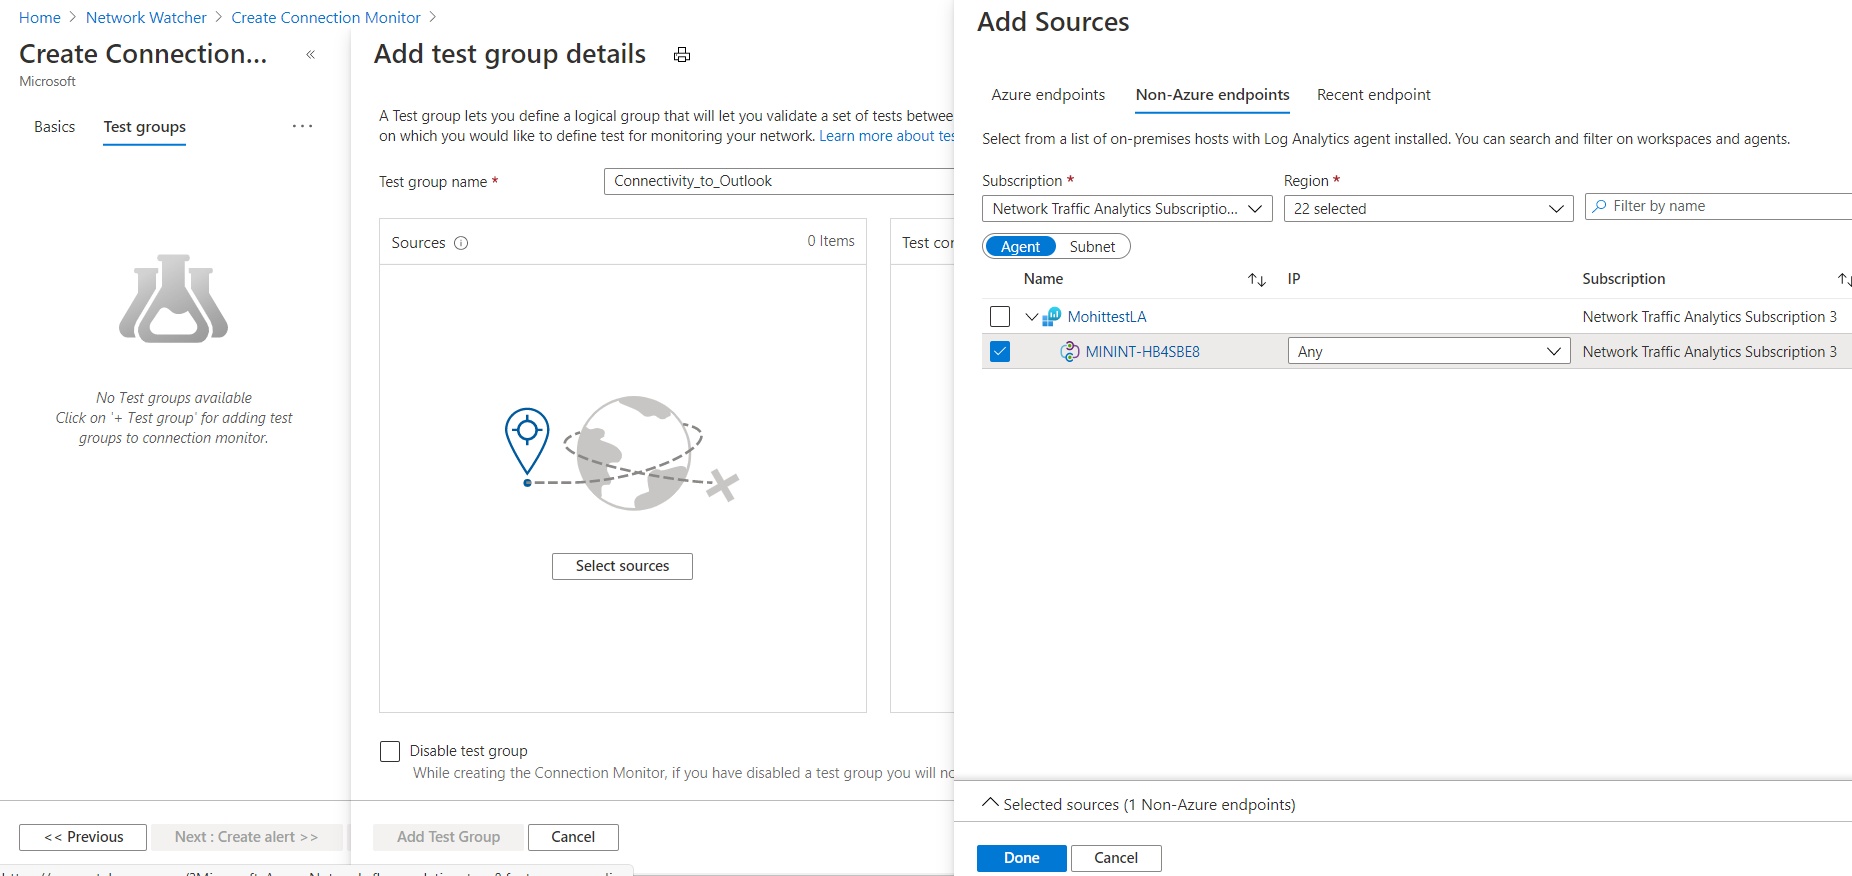 Home > Network Watcher > Create Connection Monitor >
Create Connection... «
Microsoft
Basics
Test groups
...
No Test groups available
Click on '+ Test group' for adding test
groups to connection monitor.
<< Previous
Next : Create alert >>
Add test group details
A Test group lets you define a logical group that will let you validate a set of tests betwee
on which you would like to define test for monitoring your network. Learn more about te
Test group name *
Connectivity_to_Outlook
Sources
0 Items
Test co
Select sources
Disable test group
While creating the Connection Monitor, if you have disabled a test group you will no
Add Test Group
Cancel
Add Sources
Azure endpoints
Non-Azure endpoints
Recent endpoint
Select from a list of on-premises hosts with Log Analytics agent installed. You can search and filter on workspaces and agents.
Subscription *
Region *
Network Traffic Analytics Subscriptio...
22 selected
Filter by name
Agent
Subnet
Name
IP
Subscription
MohittestLA
Network Traffic Analytics Subscription 3
MININT-HB4SBE8
Any
Network Traffic Analytics Subscription 3
Selected sources (1 Non-Azure endpoints)
Done
Cancel